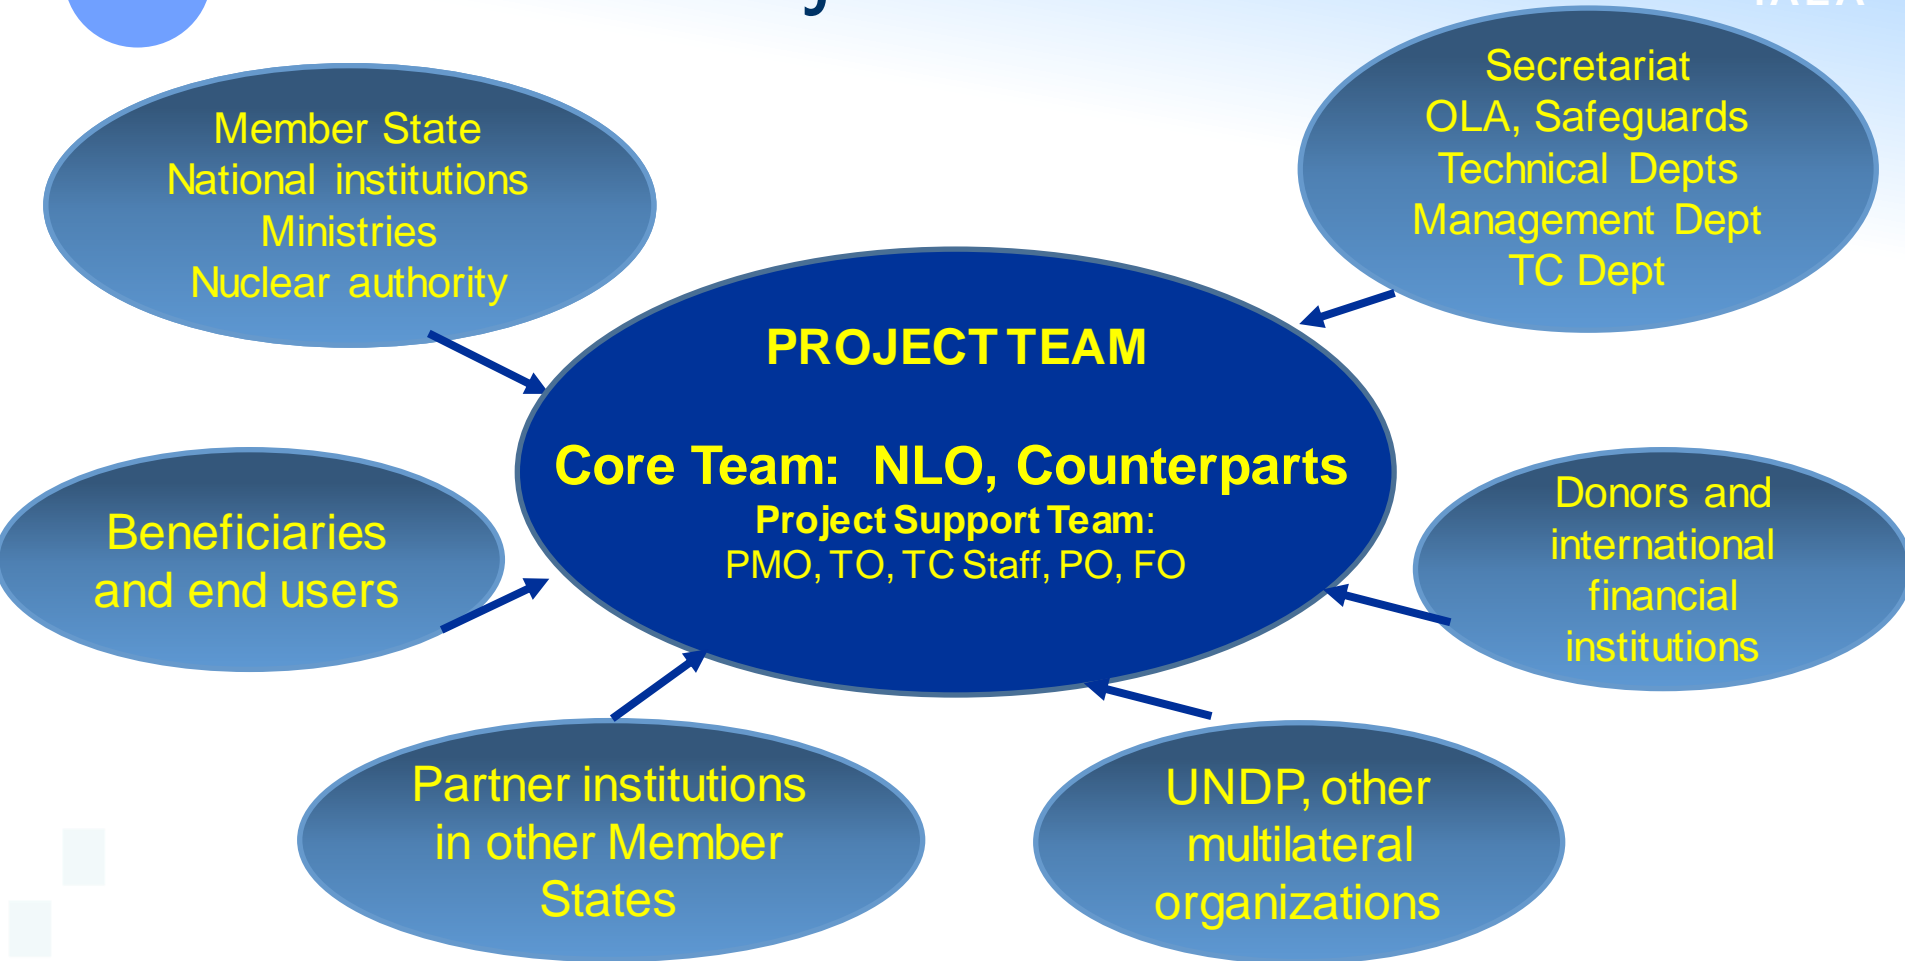 Member State
National institutions
Ministries
Nuclear authority
Secretariat
OLA, Safeguards
Technical Depts
Management Dept
TC Dept
PROJECT TEAM
Core Team: NLO, Counterparts
Project Support Team:
PMO, TO, TC Staff, PO, FO
Beneficiaries
and end users
Donors and
international
financial
institutions
Partner institutions
in other Member
States
UNDP, other
multilateral
organizations